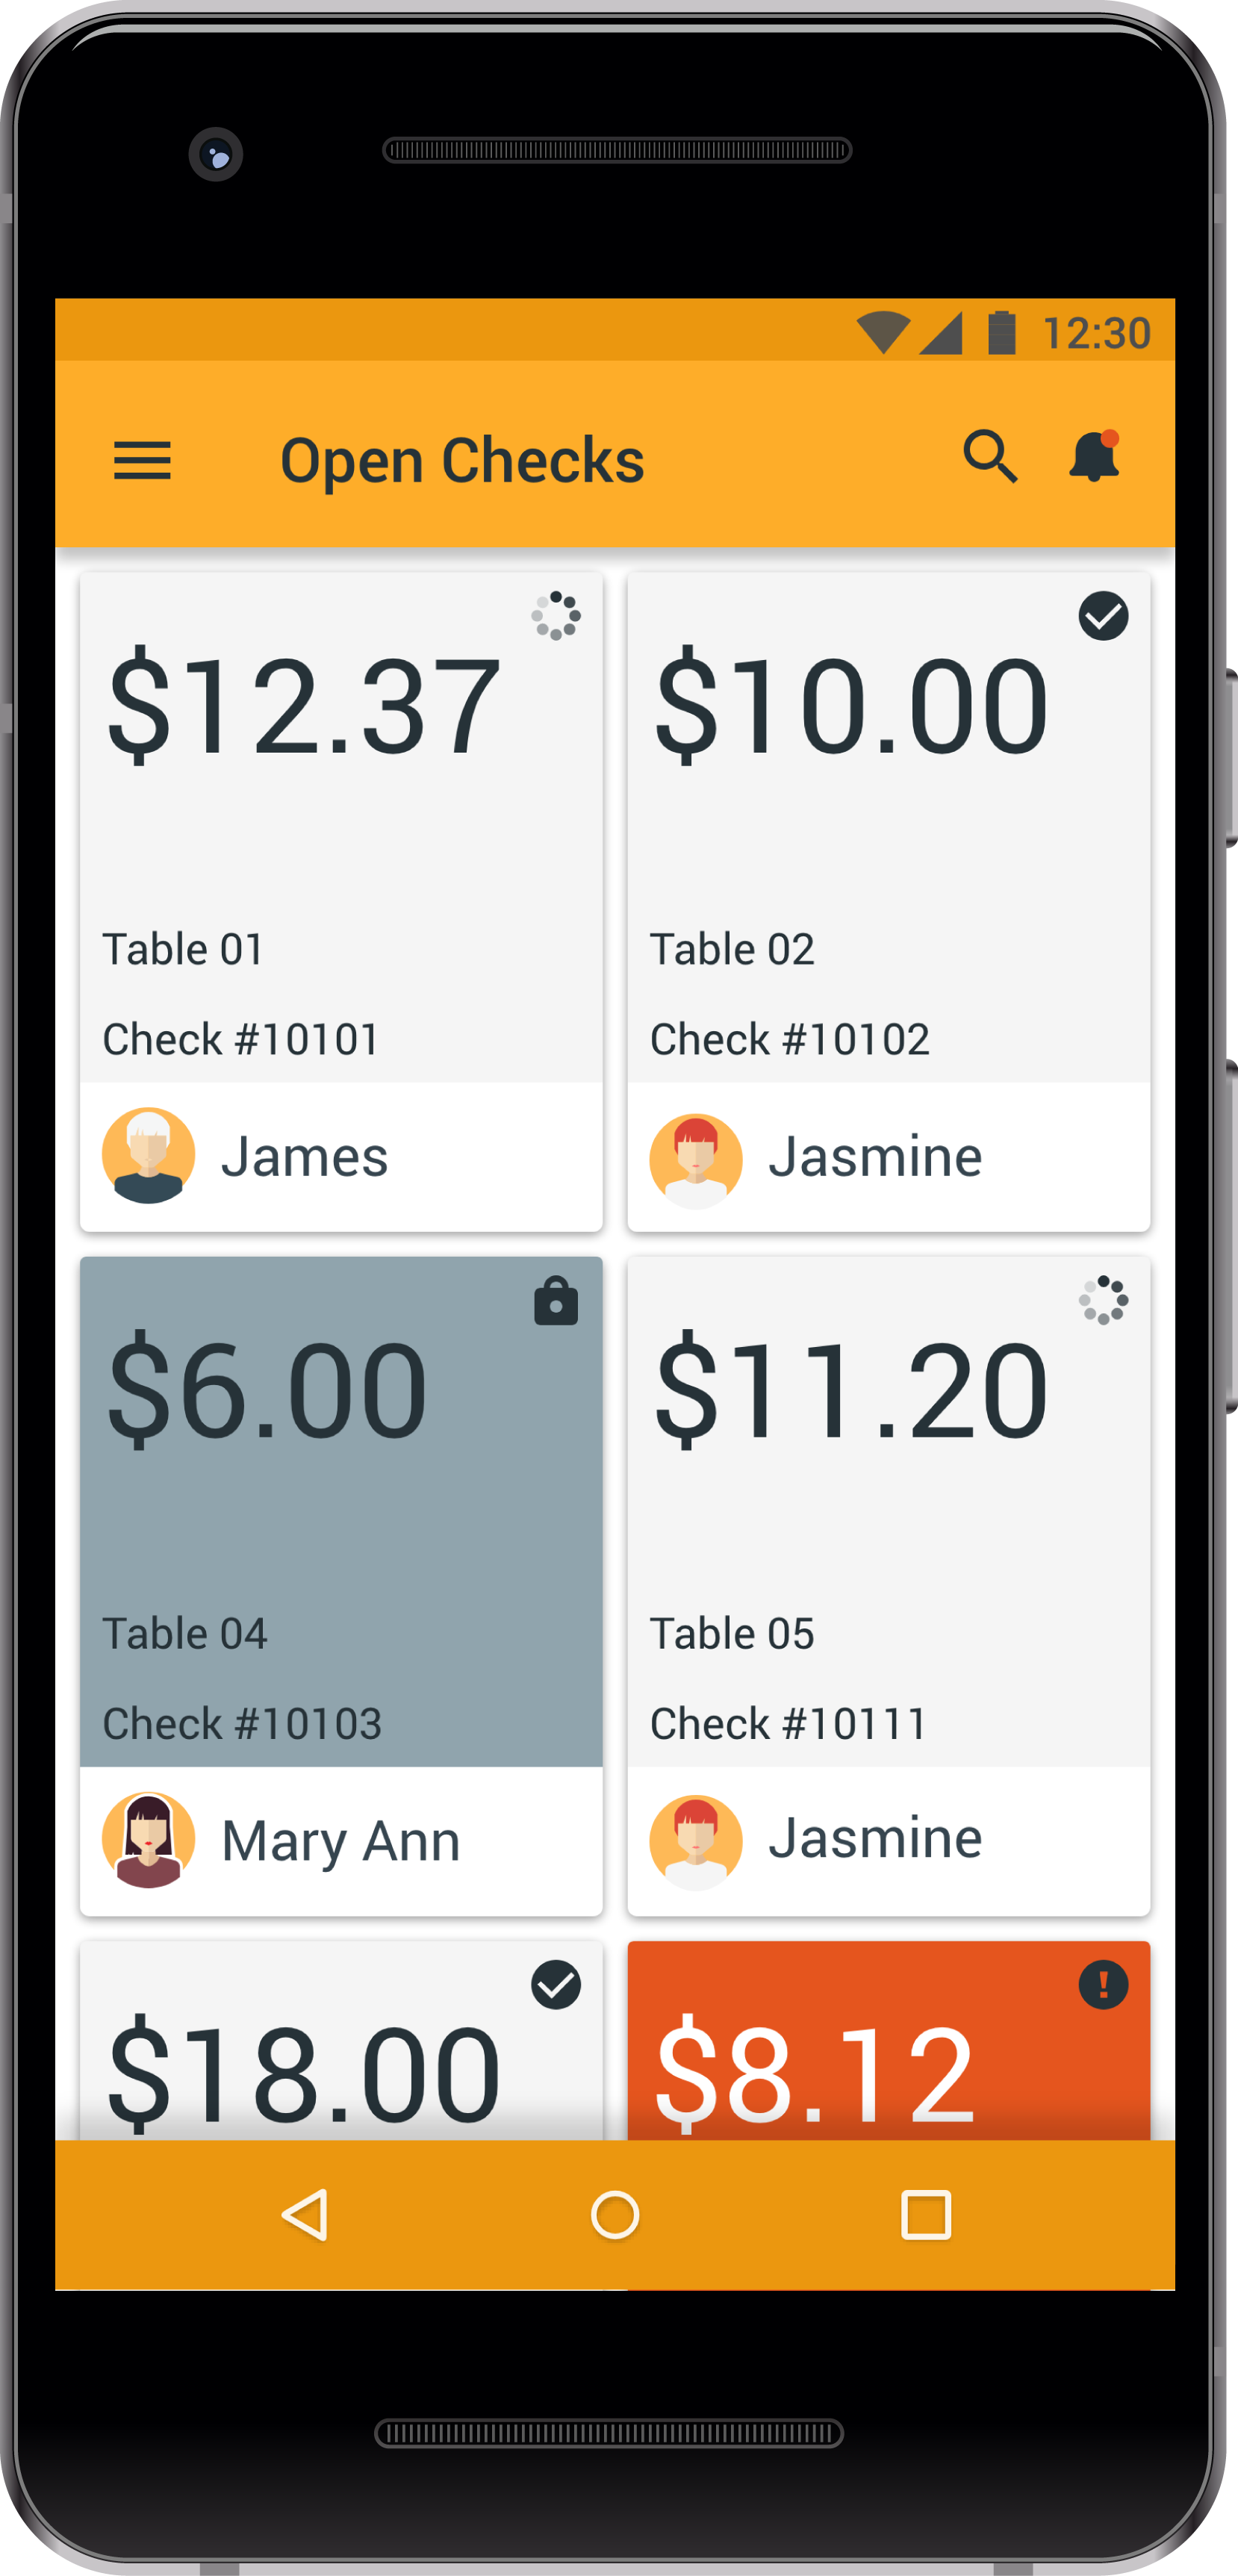 12:30
Open Checks
$12.37
Table 01
Check #10101
James
$10.00
Table 02
Check #10102
Jasmine
$6.00
Table 04
Check #10103
Mary Ann
$11.20
Table 05
Check #10111
Jasmine
$18.00
$8.12